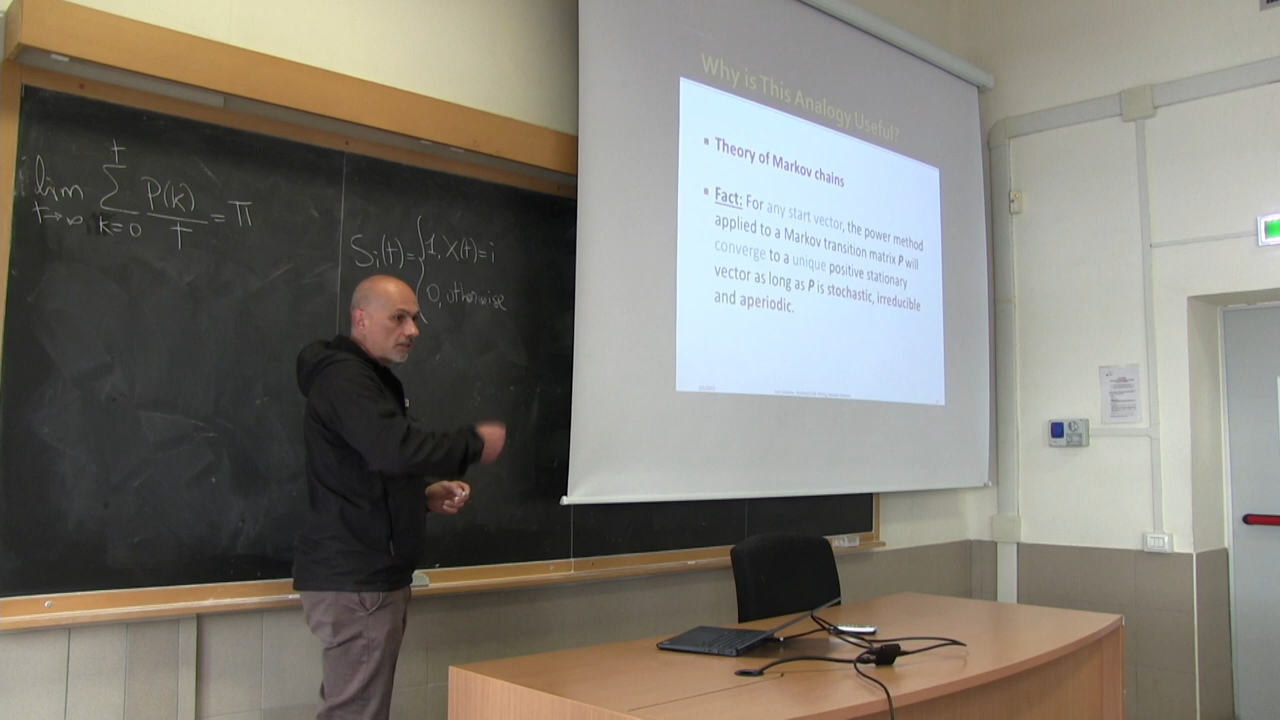 lim Σ P(k) / t = π
t→∞ k=0
t
Si(t) = { 1, X(t) = i
0, otherwise
Why is This Analogy Useful?
▪ Theory of Markov chains
▪ Fact: For any start vector, the power method
applied to a Markov transition matrix P will
converge to a unique positive stationary
vector as long as P is stochastic, irreducible
and aperiodic.